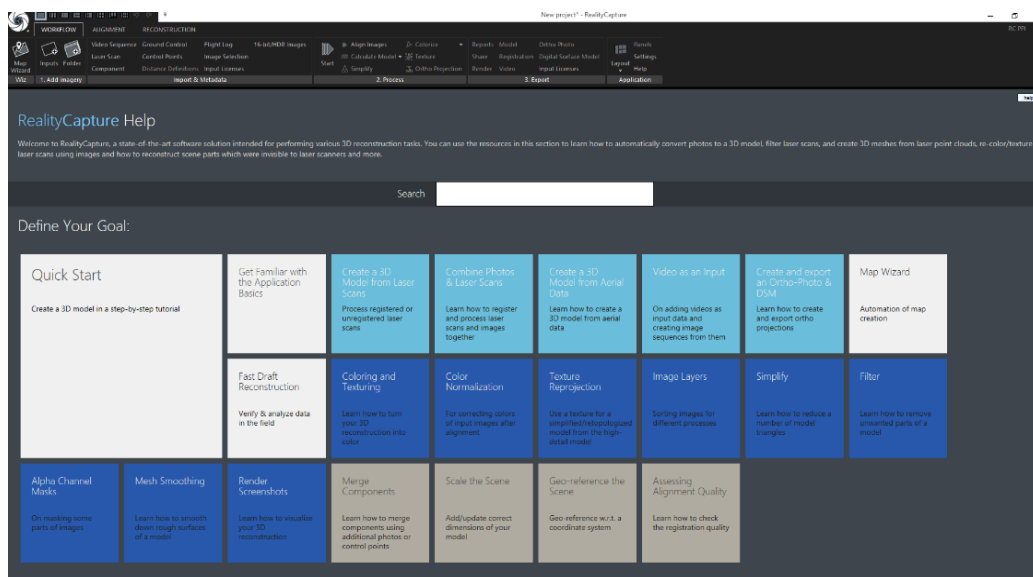 New project* - RealityCapture
RC PPI
WORKFLOW ALIGNMENT RECONSTRUCTION
Map Wizard
Inputs Folder
Video Sequence Ground Control Flight Log 16-bit/HDR Images
Laser Scan Control Points Image Selection
Component Distance Definitions Input Licenses
Start
Align Images Colorize
Calculate Model Texture
Simplify Ortho Projection
Reports Model Ortho Photo
Share Registration Digital Surface Model
Render Video Input Licenses
Layout
Panels
Settings
Help
Wiz 1. Add imagery Import & Metadata 2. Process 3. Export Application
help
RealityCapture Help
Welcome to RealityCapture, a state-of-the-art software solution intended for performing various 3D reconstruction tasks. You can use the resources in this section to learn how to automatically convert photos to a 3D model, filter laser scans, and create 3D meshes from laser point clouds, re-color/texture
laser scans using images and how to reconstruct scene parts which were invisible to laser scanners and more.
Search
Define Your Goal:
Quick Start
Create a 3D model in a step-by-step tutorial
Get Familiar with
the Application
Basics
Create a 3D
Model from Laser
Scans
Process registered or
unregistered laser
scans
Combine Photos
& Laser Scans
Learn how to register
and process laser
scans and images
together
Create a 3D
Model from Aerial
Data
Learn how to create a
3D model from aerial
data
Video as an Input
On adding videos as
input data and
creating image
sequences from them
Create and export
an Ortho-Photo &
DSM
Learn how to create
and export ortho
projections
Map Wizard
Automation of map
creation
Fast Draft
Reconstruction
Verify & analyze data
in the field
Coloring and
Texturing
Learn how to turn
your 3D
reconstruction into
color
Color
Normalization
For correcting colors
of input images after
alignment
Texture
Reprojection
Use a texture for a
simplified/retopologized
model from the high-
detail model
Image Layers
Sorting images for
different processes
Simplify
Learn how to reduce a
number of model
triangles
Filter
Learn how to remove
unwanted parts of a
model
Alpha Channel
Masks
On masking some
parts of images
Mesh Smoothing
Learn how to smooth
down rough surfaces
of a model
Render
Screenshots
Learn how to visualize
your 3D
reconstruction
Merge
Components
Learn how to merge
components using
additional photos or
control points
Scale the Scene
Add/update correct
dimensions of your
model
Geo-reference the
Scene
Geo-reference w.r.t. a
coordinate system
Assessing
Alignment Quality
Learn how to check
the registration quality